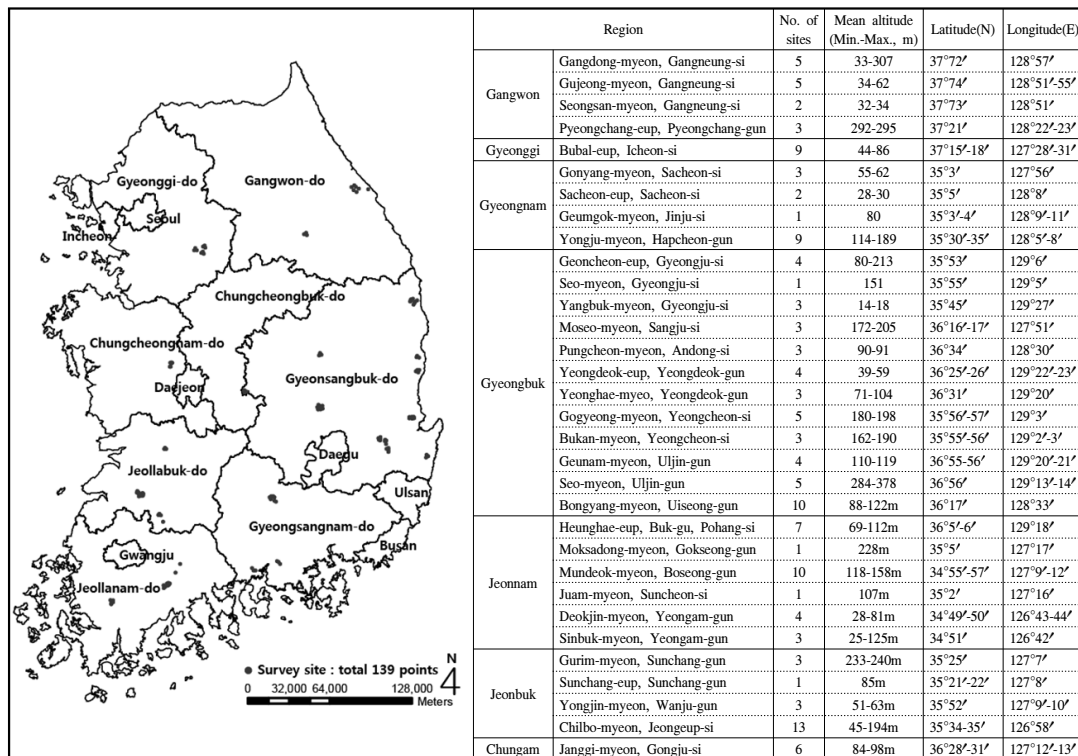 Gyeonggi-do
Gangwon-do
Seoul
Incheon
Chungcheongbuk-do
Chungcheongnam-do
Daejeon
Gyeonsangbuk-do
Daegu
Jeollabuk-do
Ulsan
Gyeongsangnam-do
Busan
Gwangju
Jeollanam-do
Survey site : total 139 points
N
0 32,000 64,000 128,000
Meters
Region No. of sites Mean altitude (Min.-Max., m) Latitude(N) Longitude(E)
Gangwon Gangdong-myeon, Gangneung-si 5 33-307 37°72′ 128°57′
Gujeong-myeon, Gangneung-si 5 34-62 37°74′ 128°51′-55′
Seongsan-myeon, Gangneung-si 2 32-34 37°73′ 128°51′
Pyeongchang-eup, Pyeongchang-gun 3 292-295 37°21′ 128°22′-23′
Gyeonggi Bubal-eup, Icheon-si 9 44-86 37°15′-18′ 127°28′-31′
Gyeongnam Gonyang-myeon, Sacheon-si 3 55-62 35°3′ 127°56′
Sacheon-eup, Sacheon-si 2 28-30 35°5′ 128°8′
Geumgok-myeon, Jinju-si 1 80 35°3′-4′ 128°9′-11′
Yongju-myeon, Hapcheon-gun 9 114-189 35°30′-35′ 128°5′-8′
Gyeongbuk Geoncheon-eup, Gyeongju-si 4 80-213 35°53′ 129°6′
Seo-myeon, Gyeongju-si 1 151 35°55′ 129°5′
Yangbuk-myeon, Gyeongju-si 3 14-18 35°45′ 129°27′
Moseo-myeon, Sangju-si 3 172-205 36°16′-17′ 127°51′
Pungcheon-myeon, Andong-si 3 90-91 36°34′ 128°30′
Yeongdeok-eup, Yeongdeok-gun 4 39-59 36°25′-26′ 129°22′-23′
Yeonghae-myeo, Yeongdeok-gun 3 71-104 36°31′ 129°20′
Gogyeong-myeon, Yeongcheon-si 5 180-198 35°56′-57′ 129°3′
Bukan-myeon, Yeongcheon-si 3 162-190 35°55′-56′ 129°2′-3′
Geunam-myeon, Uljin-gun 4 110-119 36°55-56′ 129°20′-21′
Seo-myeon, Uljin-gun 5 284-378 36°56′ 129°13′-14′
Bongyang-myeon, Uiseong-gun 10 88-122m 36°17′ 128°33′
Heunghae-eup, Buk-gu, Pohang-si 7 69-112m 36°5′-6′ 129°18′
Jeonnam Moksadong-myeon, Gokseong-gun 1 228m 35°5′ 127°17′
Mundeok-myeon, Boseong-gun 10 118-158m 34°55′-57′ 127°9′-12′
Juam-myeon, Suncheon-si 1 107m 35°2′ 127°16′
Deokjin-myeon, Yeongam-gun 4 28-81m 34°49′-50′ 126°43-44′
Sinbuk-myeon, Yeongam-gun 3 25-125m 34°51′ 126°42′
Jeonbuk Gurim-myeon, Sunchang-gun 3 233-240m 35°25′ 127°7′
Sunchang-eup, Sunchang-gun 1 85m 35°21′-22′ 127°8′
Yongjin-myeon, Wanju-gun 3 51-63m 35°52′ 127°9′-10′
Chilbo-myeon, Jeongeup-si 13 45-194m 35°34-35′ 126°58′
Chungam Janggi-myeon, Gongju-si 6 84-98m 36°28′-31′ 127°12′-13′